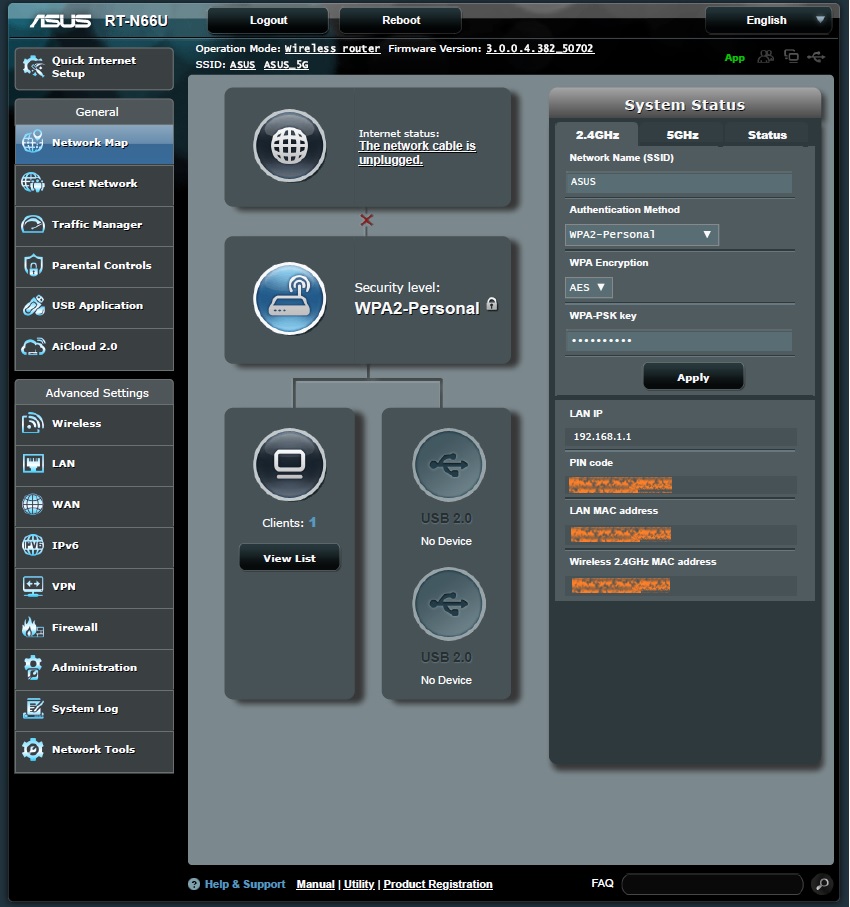 ASUS RT-N66U
Logout
Reboot
English
Operation Mode: Wireless router Firmware Version: 3.0.0.4.382_50702
SSID: ASUS ASUS_5G
App
Quick Internet
Setup
General
Network Map
Guest Network
Traffic Manager
Parental Controls
USB Application
AiCloud 2.0
Advanced Settings
Wireless
LAN
WAN
IPv6
VPN
Firewall
Administration
System Log
Network Tools
Internet status:
The network cable is
unplugged.
Security level:
WPA2-Personal
Clients: 1
View List
USB 2.0
No Device
USB 2.0
No Device
System Status
2.4GHz 5GHz Status
Network Name (SSID)
ASUS
Authentication Method
WPA2-Personal
WPA Encryption
AES
WPA-PSK key
••••••••••
Apply
LAN IP
192.168.1.1
PIN code
LAN MAC address
Wireless 2.4GHz MAC address
? Help & Support Manual | Utility | Product Registration
FAQ